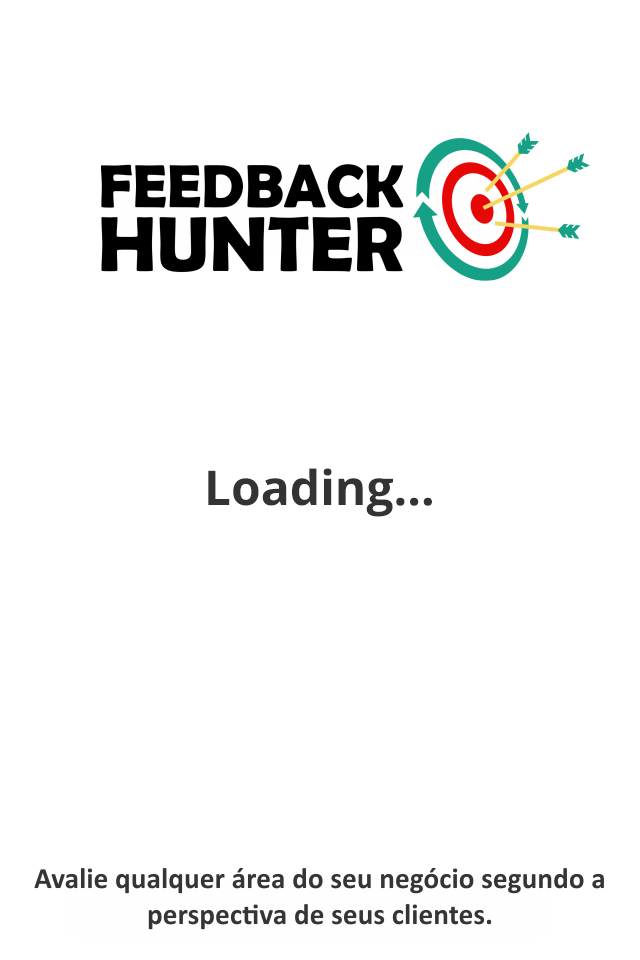 FEEDBACK
HUNTER
Loading...
Avalie qualquer área do seu negócio segundo a
perspectiva de seus clientes.